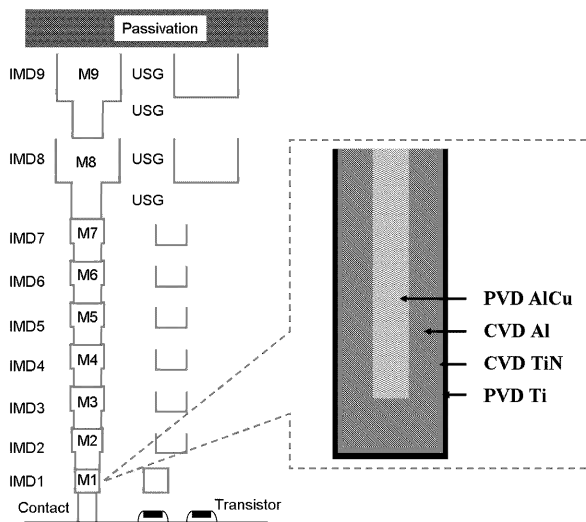 Passivation
IMD9 M9 USG
USG
IMD8 M8 USG
USG
IMD7 M7
IMD6 M6
IMD5 M5
IMD4 M4
IMD3 M3
IMD2 M2
IMD1 M1
Contact Transistor
PVD AlCu
CVD Al
CVD TiN
PVD Ti